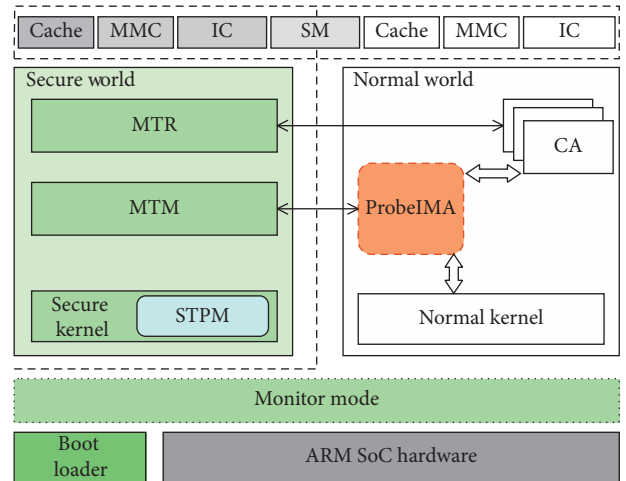 Cache MMC IC SM Cache MMC IC
Secure world
Normal world
MTR
CA
MTM
ProbeIMA
Secure
kernel
STPM
Normal kernel
Monitor mode
Boot
loader
ARM SoC hardware